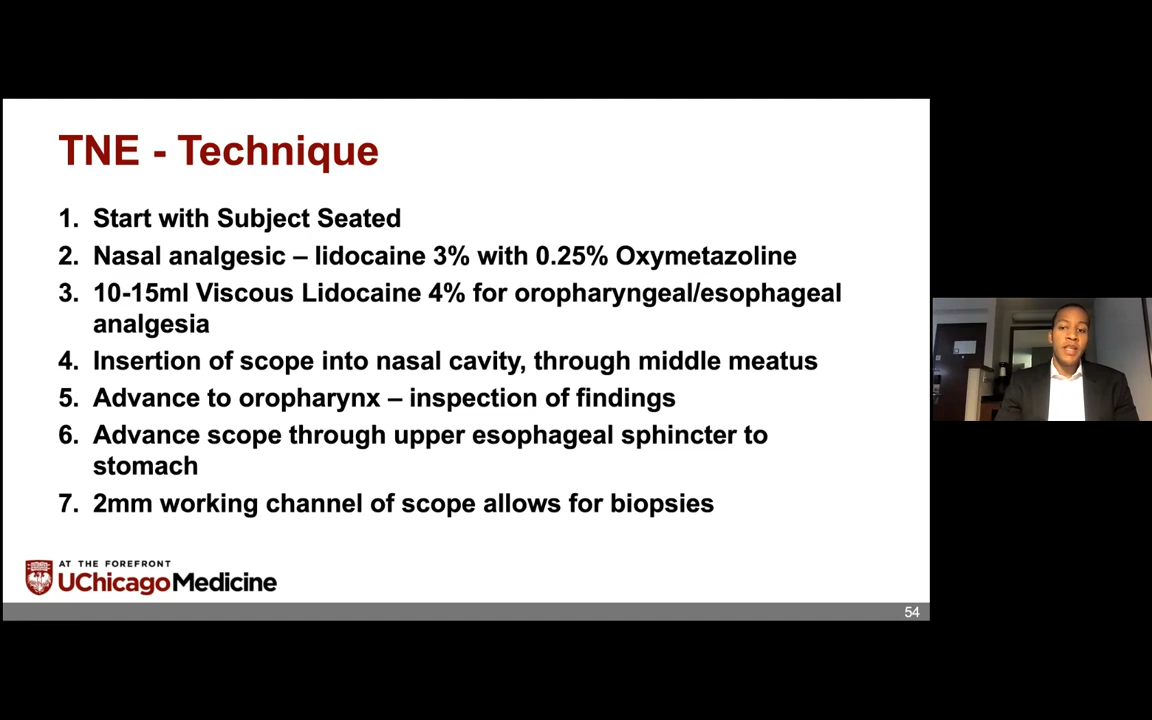 TNE - Technique
1. Start with Subject Seated
2. Nasal analgesic – lidocaine 3% with 0.25% Oxymetazoline
3. 10-15ml Viscous Lidocaine 4% for oropharyngeal/esophageal
analgesia
4. Insertion of scope into nasal cavity, through middle meatus
5. Advance to oropharynx – inspection of findings
6. Advance scope through upper esophageal sphincter to
stomach
7. 2mm working channel of scope allows for biopsies
AT THE FOREFRONT
UChicagoMedicine
54